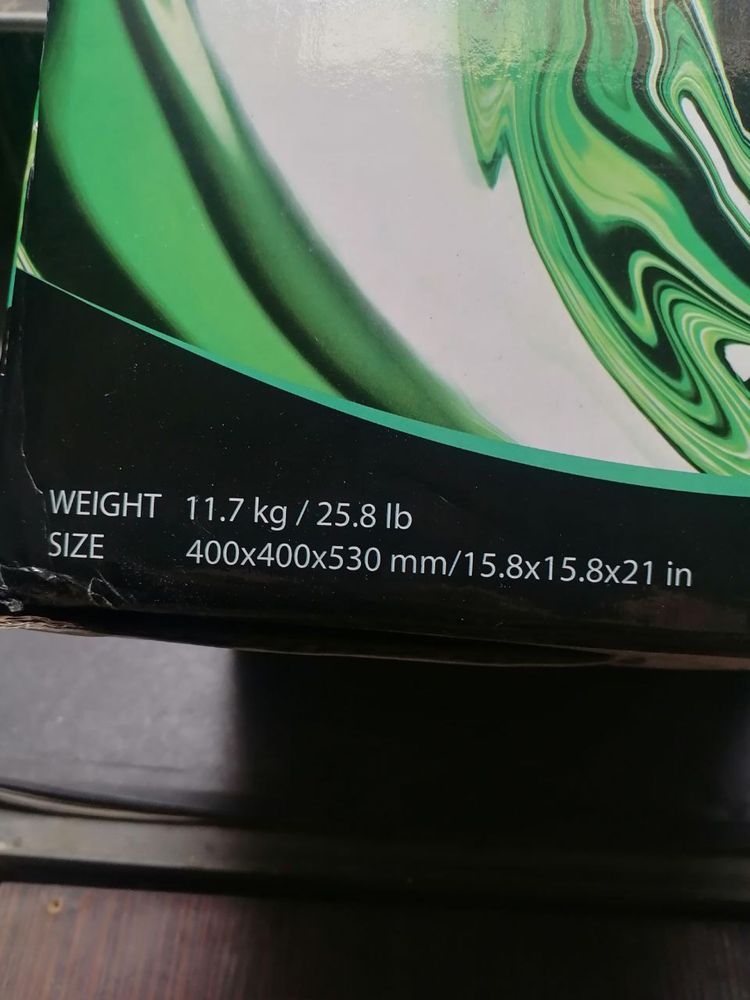 WEIGHT 11.7 kg / 25.8 lb
SIZE 400x400x530 mm/15.8x15.8x21 in